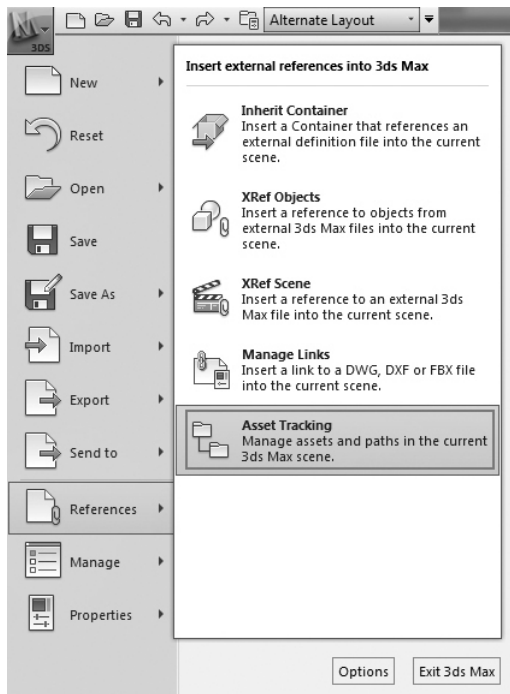 3DS
Alternate Layout
New
Reset
Open
Save
Save As
Import
Export
Send to
References
Manage
Properties
Insert external references into 3ds Max
Inherit Container
Insert a Container that references an
external definition file into the current
scene.
XRef Objects
Insert a reference to objects from
external 3ds Max files into the current
scene.
XRef Scene
Insert a reference to an external 3ds
Max file into the current scene.
Manage Links
Insert a link to a DWG, DXF or FBX file
into the current scene.
Asset Tracking
Manage assets and paths in the current
3ds Max scene.
Options
Exit 3ds Max